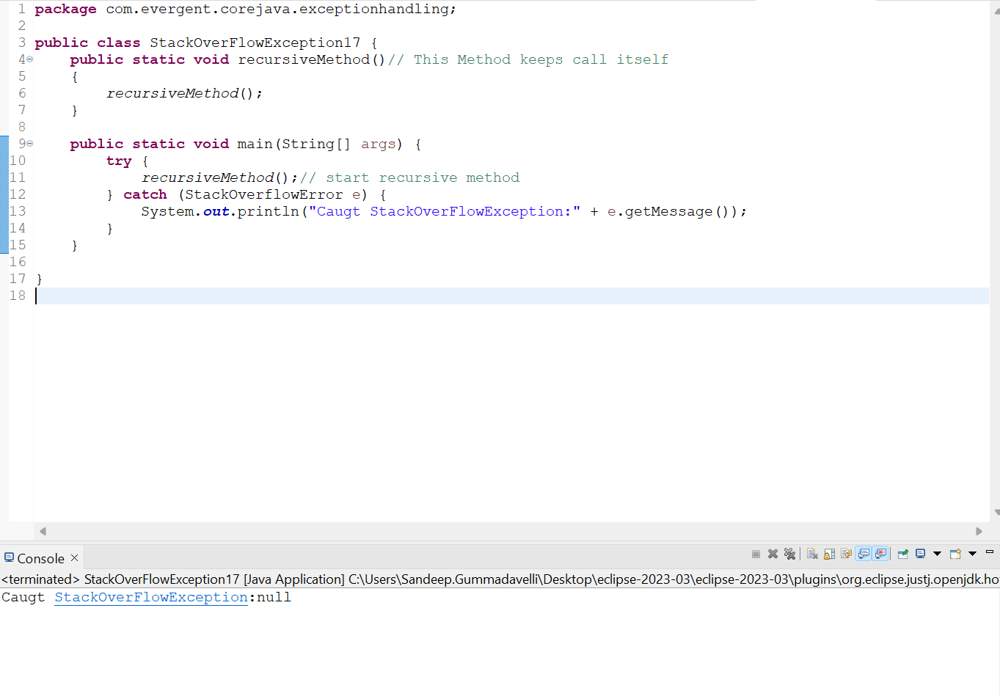 1 package com.evergent.corejava.exceptionhandling;
2
3 public class StackOverFlowException17 {
4     public static void recursiveMethod()// This Method keeps call itself
5     {
6         recursiveMethod();
7     }
8
9     public static void main(String[] args) {
10         try {
11             recursiveMethod();// start recursive method
12         } catch (StackOverflowError e) {
13             System.out.println("Caugt StackOverFlowException:" + e.getMessage());
14         }
15     }
16
17 }
18
Console
<terminated> StackOverFlowException17 [Java Application] C:\Users\Sandeep.Gummadavelli\Desktop\eclipse-2023-03\eclipse-2023-03\plugins\org.eclipse.justj.openjdk.ho
Caugt StackOverFlowException:null